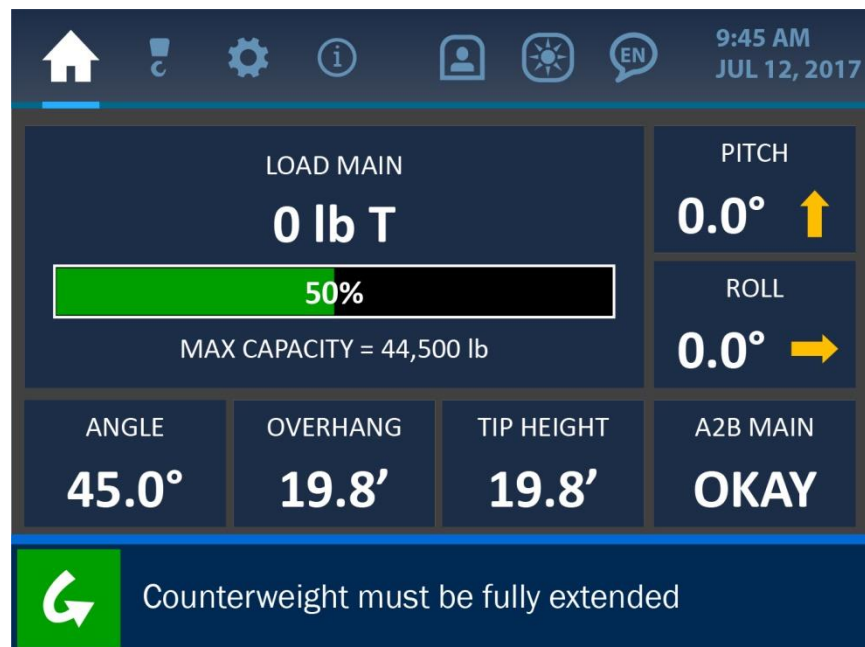 EN
9:45 AM
JUL 12, 2017
LOAD MAIN
0 lb T
50%
MAX CAPACITY = 44,500 lb
PITCH
0.0°
ROLL
0.0°
ANGLE
45.0°
OVERHANG
19.8’
TIP HEIGHT
19.8’
A2B MAIN
OKAY
Counterweight must be fully extended